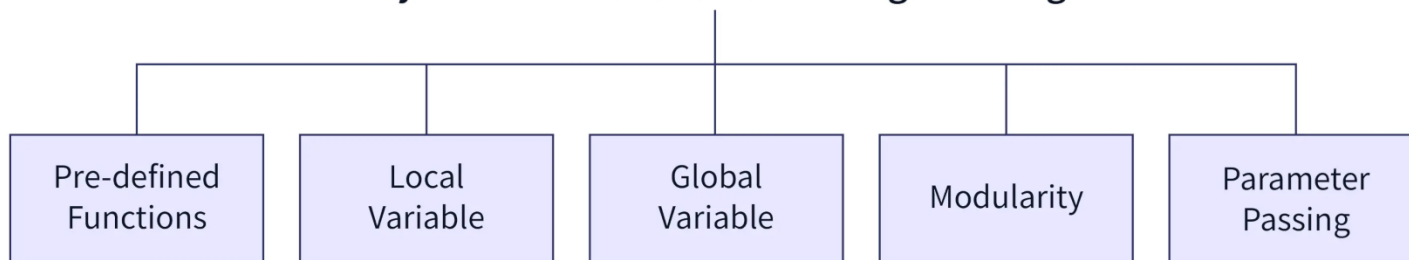 Pre-defined
Functions
Local
Variable
Global
Variable
Modularity
Parameter
Passing